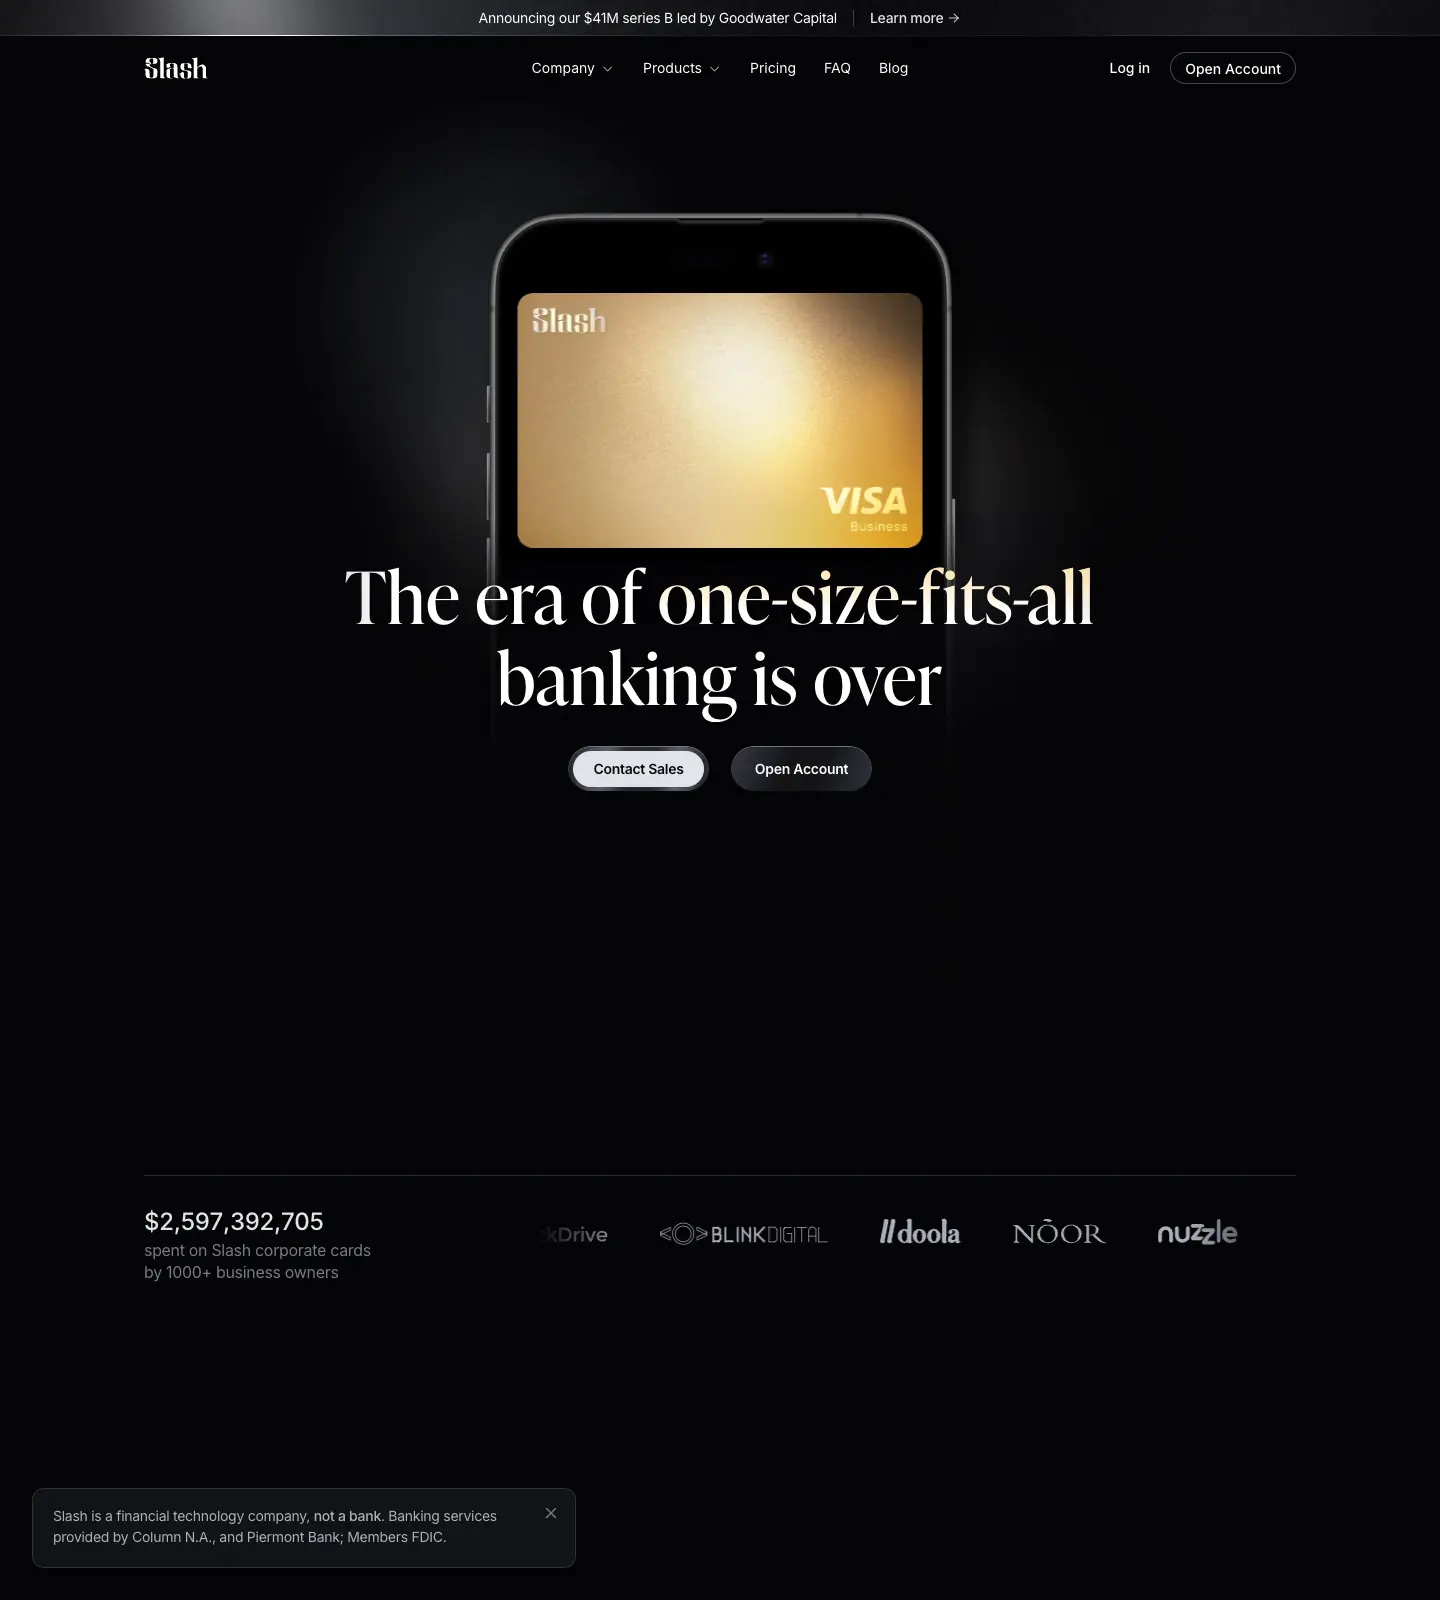 Announcing our $41M series B led by Goodwater Capital
Learn more →
Slash
Company
Products
Pricing
FAQ
Blog
Log in
Open Account
Slash
VISA
Business
The era of one-size-fits-all
banking is over
Contact Sales
Open Account
$2,597,392,705
spent on Slash corporate cards
by 1000+ business owners
kDrive
<O>BLINKDIGITAL
doola
NÕOR
nuzzle
Slash is a financial technology company, not a bank. Banking services
provided by Column N.A., and Piermont Bank; Members FDIC.